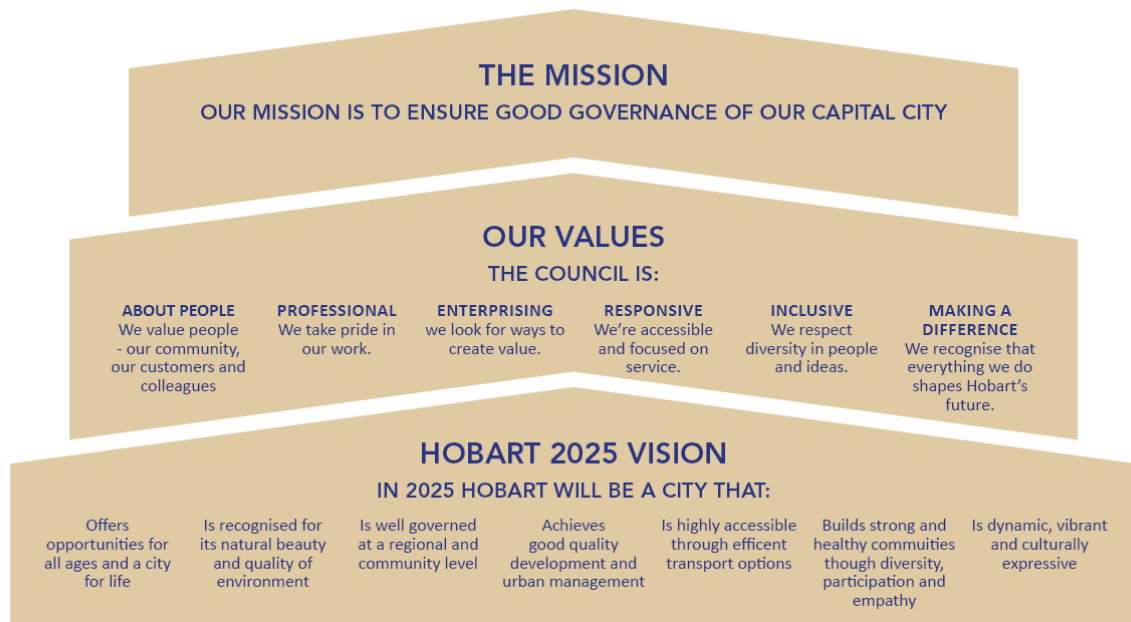 THE MISSION
OUR MISSION IS TO ENSURE GOOD GOVERNANCE OF OUR CAPITAL CITY
OUR VALUES
THE COUNCIL IS:
ABOUT PEOPLE
We value people
- our community,
our customers and
colleagues
PROFESSIONAL
We take pride in
our work.
ENTERPRISING
we look for ways to
create value.
RESPONSIVE
We're accessible
and focused on
service.
INCLUSIVE
We respect
diversity in people
and ideas.
MAKING A
DIFFERENCE
We recognise that
everything we do
shapes Hobart's
future.
HOBART 2025 VISION
IN 2025 HOBART WILL BE A CITY THAT:
Offers
opportunities for
all ages and a city
for life
Is recognised for
its natural beauty
and quality of
environment
Is well governed
at a regional and
community level
Achieves
good quality
development and
urban management
Is highly accessible
through efficent
transport options
Builds strong and
healthy commuities
though diversity,
participation and
empathy
Is dynamic, vibrant
and culturally
expressive